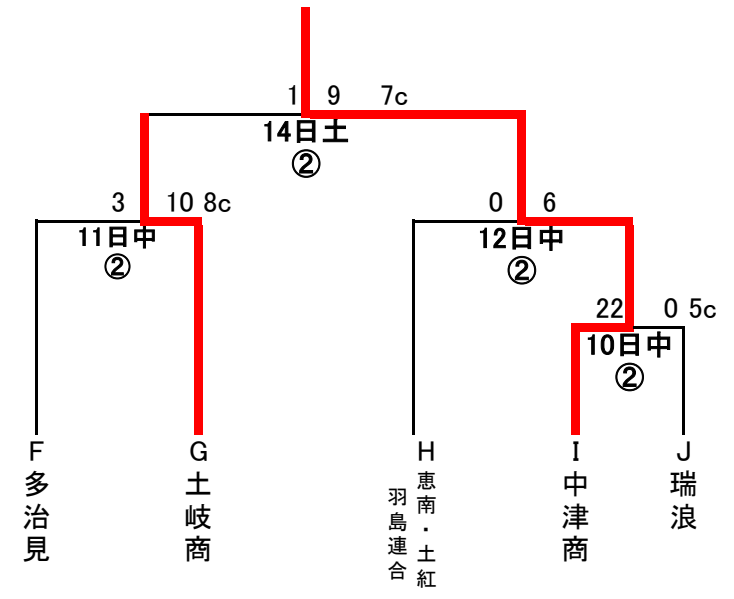 1 9 7c
14日土
②
3 10 8c
0 6
11日中
②
12日中
②
22 0 5c
10日中
②
F
多治見
G
土岐商
H
恵南・土紅
羽島連合
I
中津商
J
瑞浪